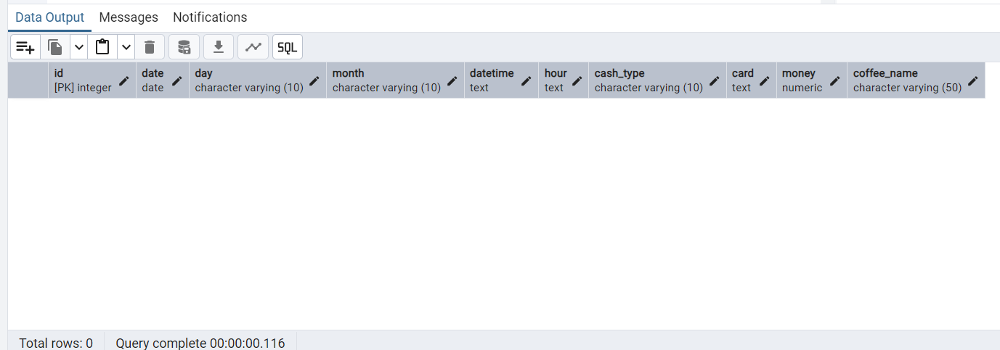 Data Output Messages Notifications
SQL
id date day month datetime hour cash_type card money coffee_name
[PK] integer date character varying (10) character varying (10) text text character varying (10) text numeric character varying (50)
Total rows: 0 Query complete 00:00:00.116